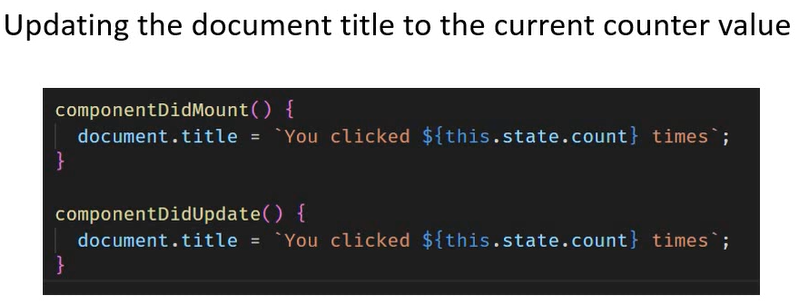 Updating the document title to the current counter value
componentDidMount() {
  document.title = `You clicked ${this.state.count} times`;
}
componentDidUpdate() {
  document.title = `You clicked ${this.state.count} times`;
}